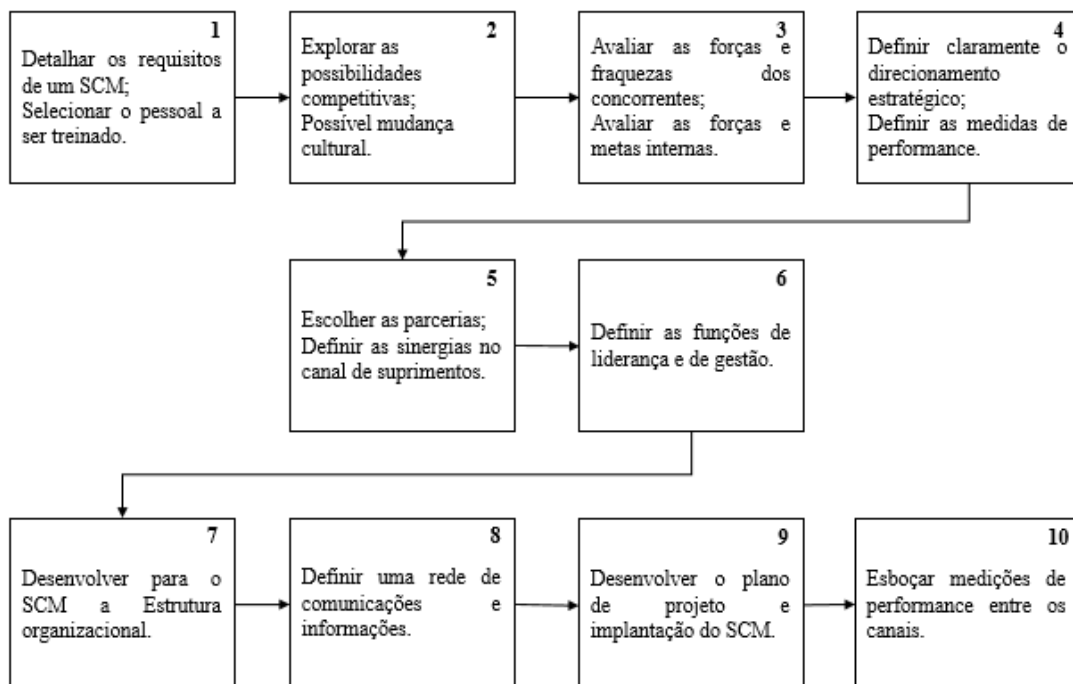 1
Detalhar os requisitos
de um SCM;
Selecionar o pessoal a
ser treinado.
2
Explorar as
possibilidades
competitivas;
Possível mudança
cultural.
3
Avaliar as forças e
fraquezas dos
concorrentes;
Avaliar as forças e
metas internas.
4
Definir claramente o
direcionamento
estratégico;
Definir as medidas de
performance.
5
Escolher as parcerias;
Definir as sinergias no
canal de suprimentos.
6
Definir as funções de
liderança e de gestão.
7
Desenvolver para o
SCM a Estrutura
organizacional.
8
Definir uma rede de
comunicações e
informações.
9
Desenvolver o plano
de projeto e
implantação do SCM.
10
Esboçar medições de
performance entre os
canais.